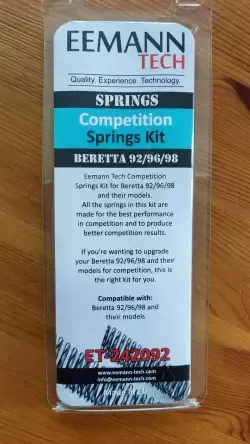 EEMANN
TECH
Quality. Experience. Technology.
SPRINGS
Competition
Springs Kit
BERETTA 92/96/98
Eemann Tech Competition
Springs Kit for Beretta 92/96/98
and their models.
All the springs in this kit are
made for the best performance
in competition and to produce
better competition results.
If you're wanting to upgrade
your Beretta 92/96/98 and their
models for competition, this is
the right kit for you.
Compatible with:
Beretta 92/96/98 and
their models
ET-242092
www.eemann-tech.com
info@eemann-tech.com